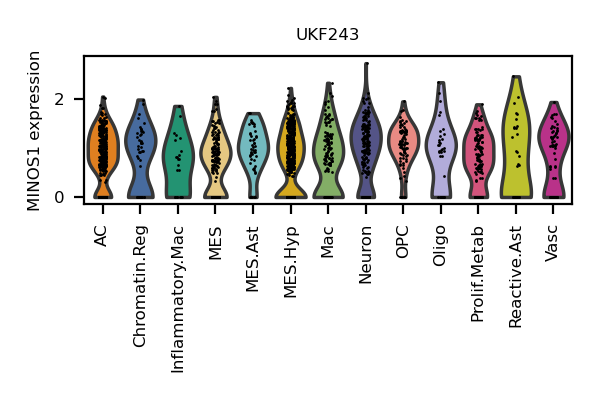 UKF243
MINOS1 expression
2
0
AC
Chromatin.Reg
Inflammatory.Mac
MES
MES.Ast
MES.Hyp
Mac
Neuron
OPC
Oligo
Prolif.Metab
Reactive.Ast
Vasc